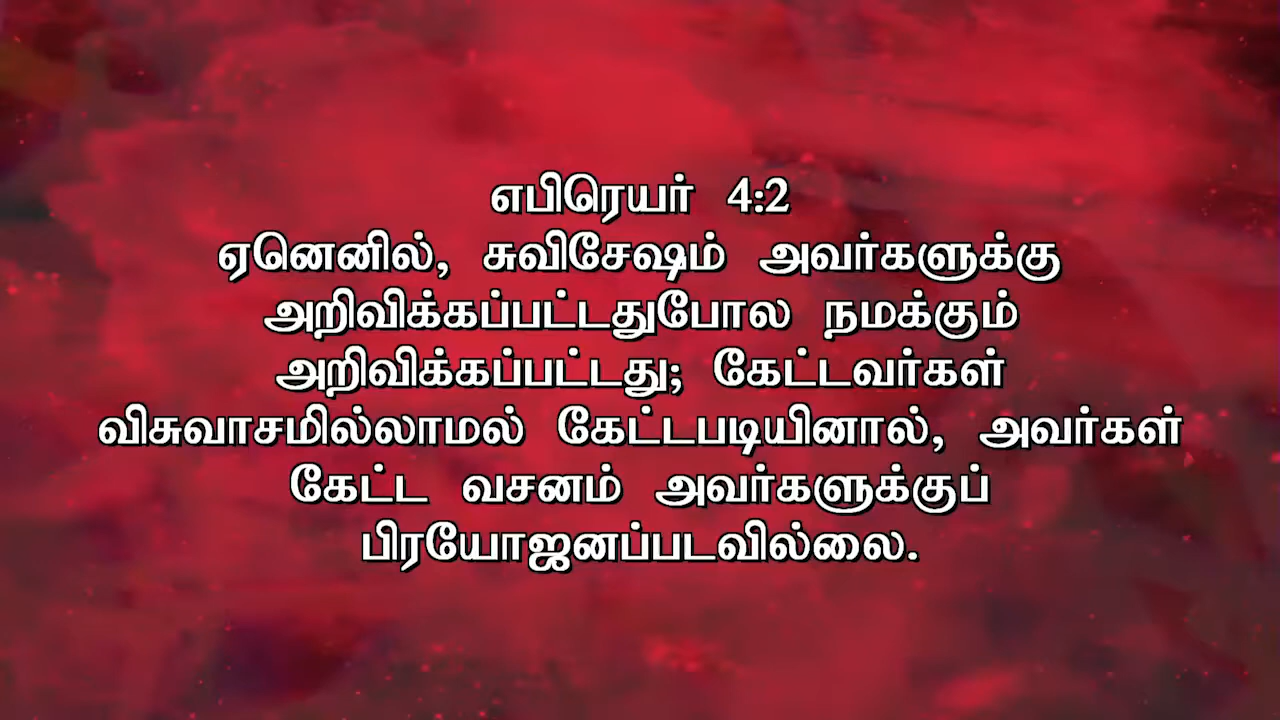 எபிரெயர் 4:2
ஏனெனில், சுவிசேஷம் அவர்களுக்கு
அறிவிக்கப்பட்டதுபோல நமக்கும்
அறிவிக்கப்பட்டது; கேட்டவர்கள்
விசுவாசமில்லாமல் கேட்டபடியினால், அவர்கள்
கேட்ட வசனம் அவர்களுக்குப்
பிரயோஜனப்படவில்லை.